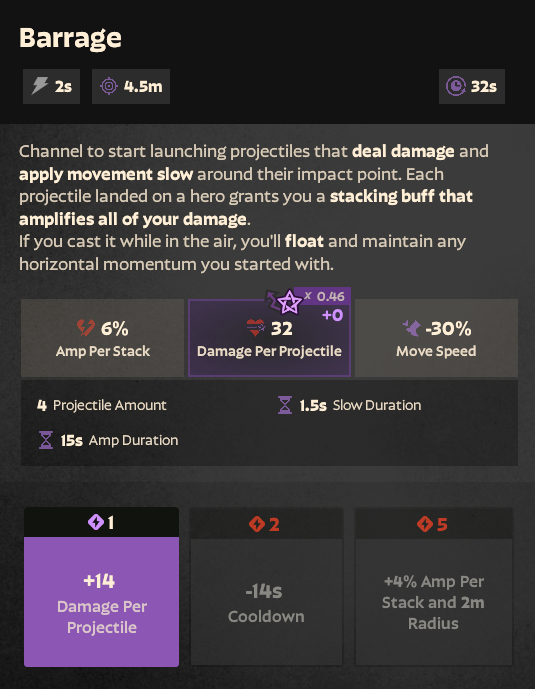 Barrage
2s 4.5m 32s
Channel to start launching projectiles that deal damage and
apply movement slow around their impact point. Each
projectile landed on a hero grants you a stacking buff that
amplifies all of your damage.
If you cast it while in the air, you'll float and maintain any
horizontal momentum you started with.
x 0.46
+0
6% 32 -30%
Amp Per Stack Damage Per Projectile Move Speed
4 Projectile Amount 1.5s Slow Duration
15s Amp Duration
1 2 5
+14
Damage Per
Projectile
-14s
Cooldown
+4% Amp Per
Stack and 2m
Radius